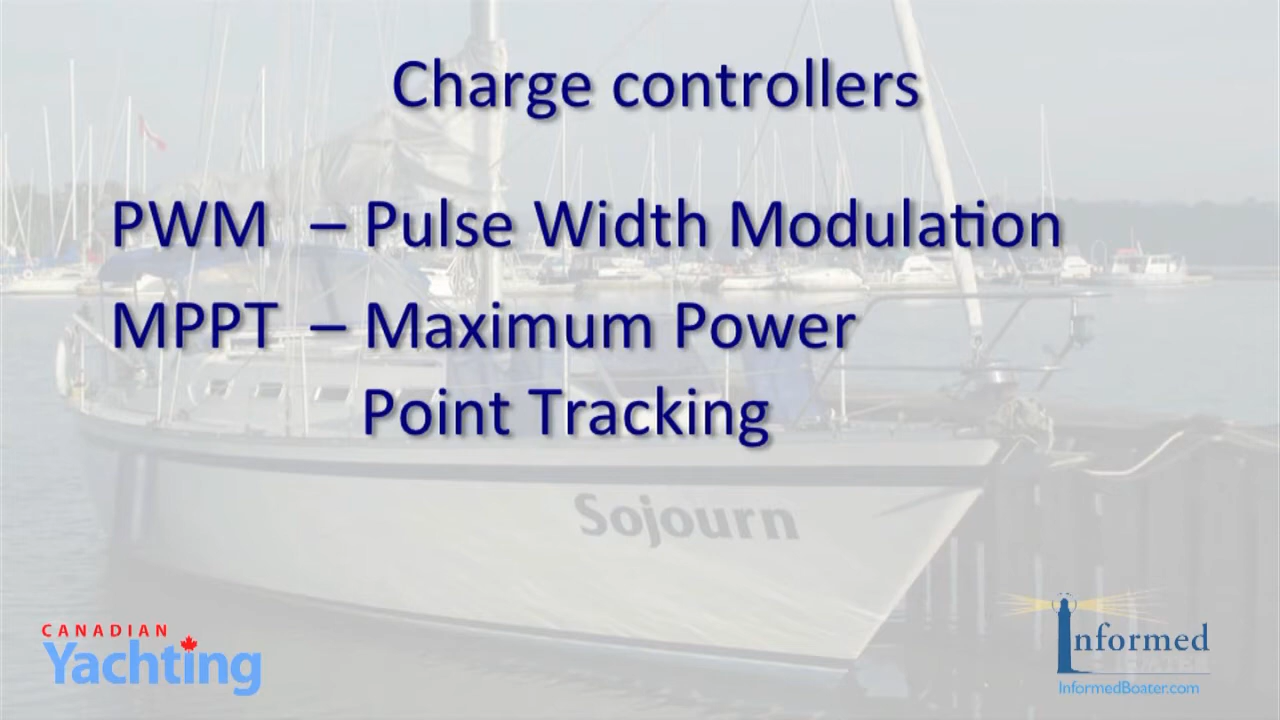 Charge controllers
PWM – Pulse Width Modulation
MPPT – Maximum Power
Point Tracking
Sojourn
CANADIAN
Yachting
Informed
InformedBoater.com